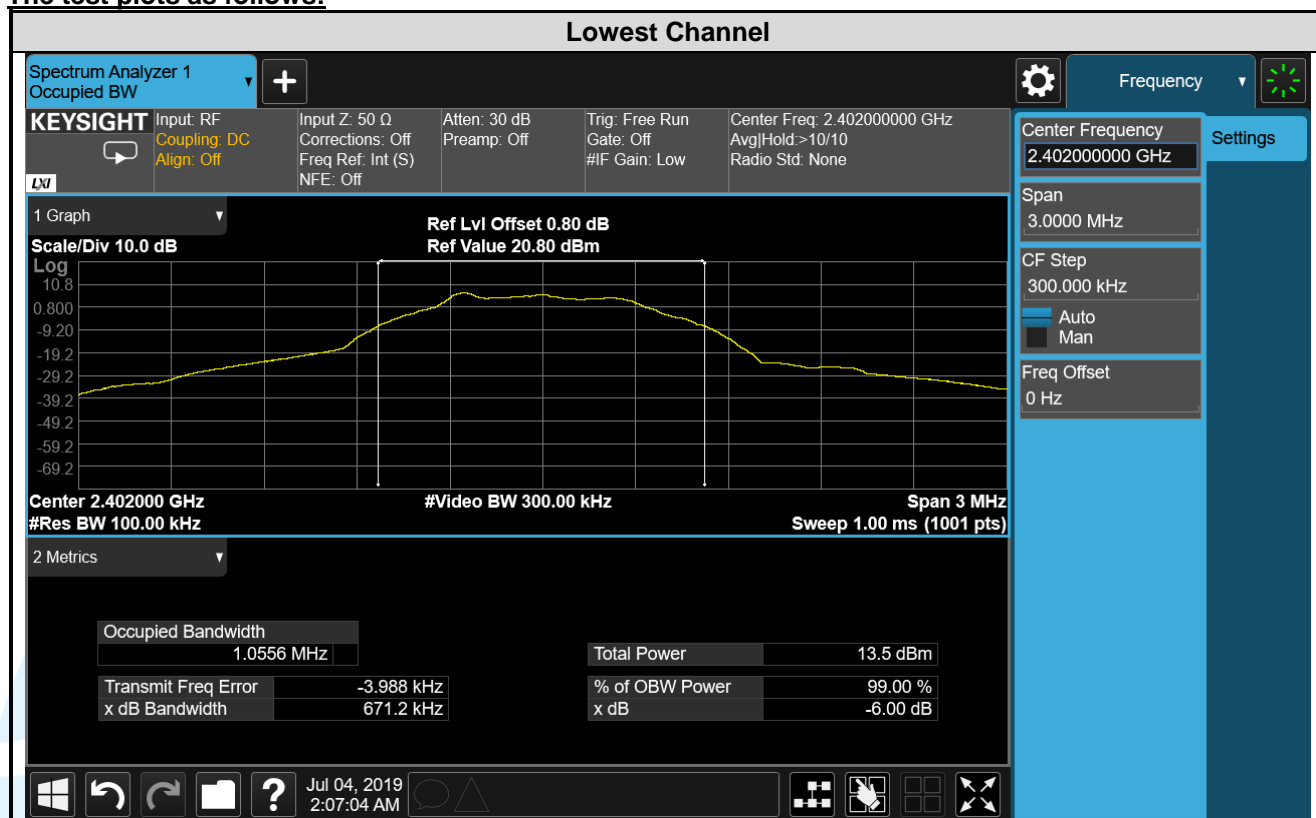 The test plots as follows:
Lowest Channel
Spectrum Analyzer 1
Occupied BW
Frequency
KEYSIGHT
LXI
Input: RF
Coupling: DC
Align: Off
Input Z: 50 Ω
Corrections: Off
Freq Ref: Int (S)
NFE: Off
Atten: 30 dB
Preamp: Off
Trig: Free Run
Gate: Off
#IF Gain: Low
Center Freq: 2.402000000 GHz
Avg|Hold:>10/10
Radio Std: None
Center Frequency
2.402000000 GHz
Settings
Span
3.0000 MHz
CF Step
300.000 kHz
Auto
Man
Freq Offset
0 Hz
1 Graph
Scale/Div 10.0 dB
Ref Lvl Offset 0.80 dB
Ref Value 20.80 dBm
Log
10.8
0.800
-9.20
-19.2
-29.2
-39.2
-49.2
-59.2
-69.2
Center 2.402000 GHz
#Video BW 300.00 kHz
Span 3 MHz
#Res BW 100.00 kHz
Sweep 1.00 ms (1001 pts)
2 Metrics
Occupied Bandwidth
1.0556 MHz
Total Power 13.5 dBm
Transmit Freq Error -3.988 kHz
% of OBW Power 99.00 %
x dB Bandwidth 671.2 kHz
x dB -6.00 dB
Jul 04, 2019
2:07:04 AM